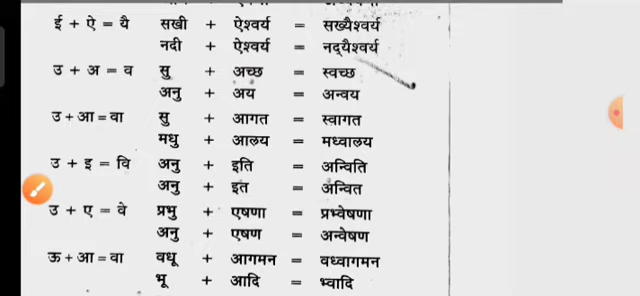 ई + ऐ = यै सखी + ऐश्वर्य = सख्यैश्वर्य
नदी + ऐश्वर्य = नद्यैश्वर्य
उ + अ = व सु + अच्छ = स्वच्छ
अनु + अय = अन्वय
उ + आ = वा सु + आगत = स्वागत
मधु + आलय = मध्वालय
उ + इ = वि अनु + इति = अन्विति
अनु + इत = अन्वित
उ + ए = वे प्रभु + एषणा = प्रभ्वेषणा
अनु + एषण = अन्वेषण
ऊ + आ = वा वधू + आगमन = वध्वागमन
भू + आदि = भ्वादि